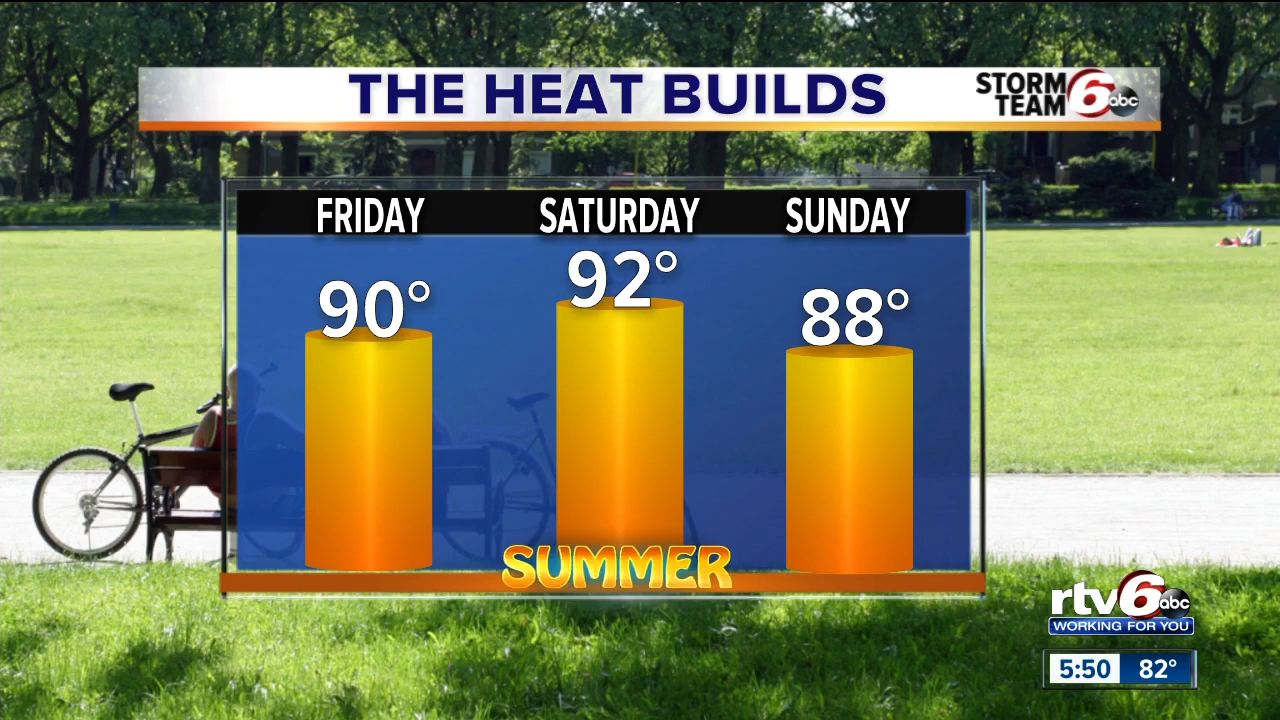 THE HEAT BUILDS
STORM
TEAM 6 abc
FRIDAY SATURDAY SUNDAY
90° 92° 88°
SUMMER
rtv6 abc
WORKING FOR YOU
5:50 82°